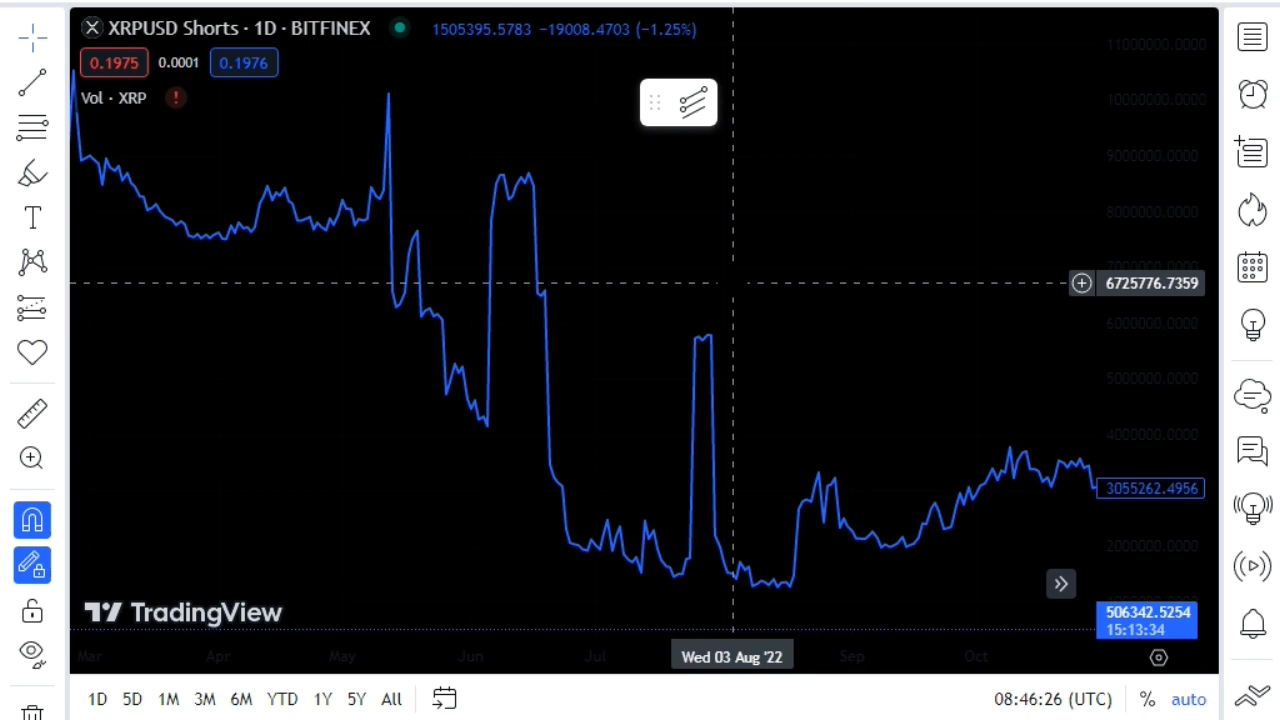 XRPUSD Shorts · 1D · BITFINEX 1505395.5783 −19008.4703 (−1.25%)
0.1975 0.0001 0.1976
Vol · XRP
11000000.0000
10000000.0000
9000000.0000
8000000.0000
7000000.0000
6725776.7359
6000000.0000
5000000.0000
4000000.0000
3055262.4956
2000000.0000
506342.5254
15:13:34
TradingView
Mar Apr May Jun Jul Wed 03 Aug '22 Sep Oct
1D 5D 1M 3M 6M YTD 1Y 5Y All 08:46:26 (UTC) % auto